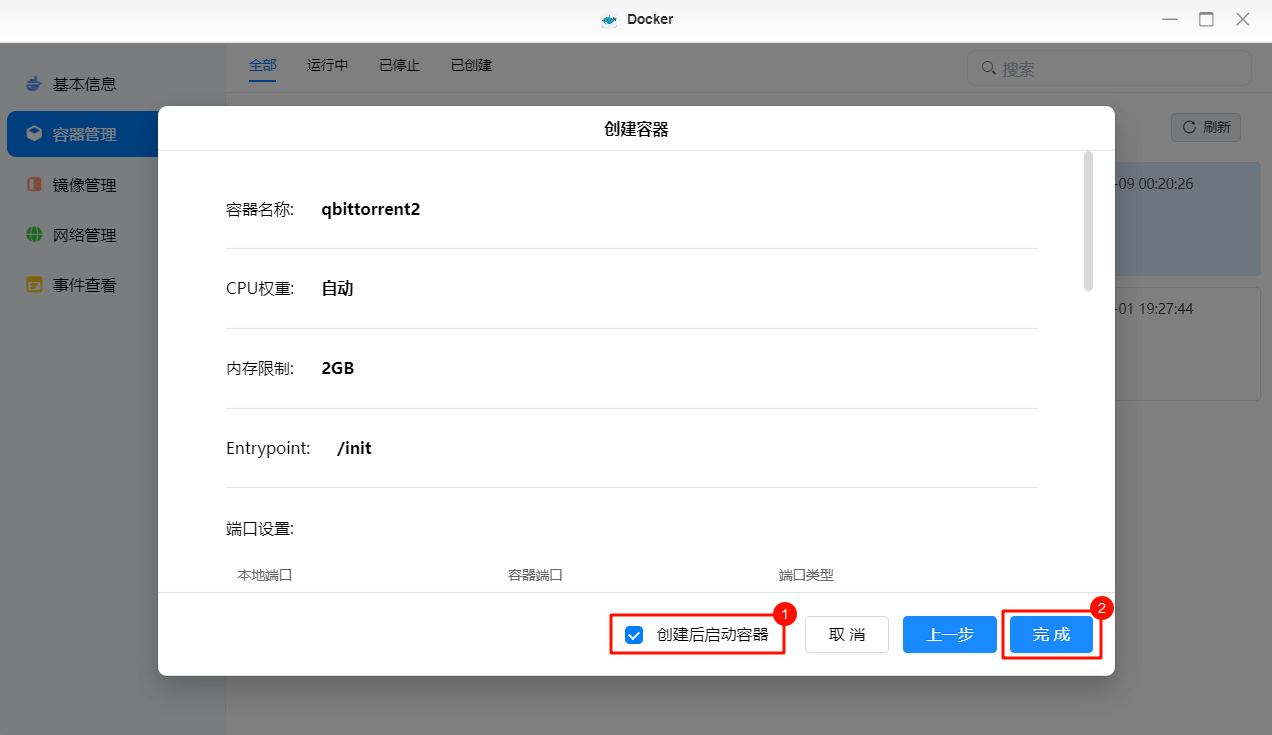 Docker
全部 运行中 已停止 已创建
搜索
基本信息
容器管理
镜像管理
网络管理
事件查看
刷新
-09 00:20:26
-01 19:27:44
创建容器
容器名称: qbittorrent2
CPU权重: 自动
内存限制: 2GB
Entrypoint: /init
端口设置:
本地端口 容器端口 端口类型
1
2
创建后启动容器 取 消 上一步 完 成